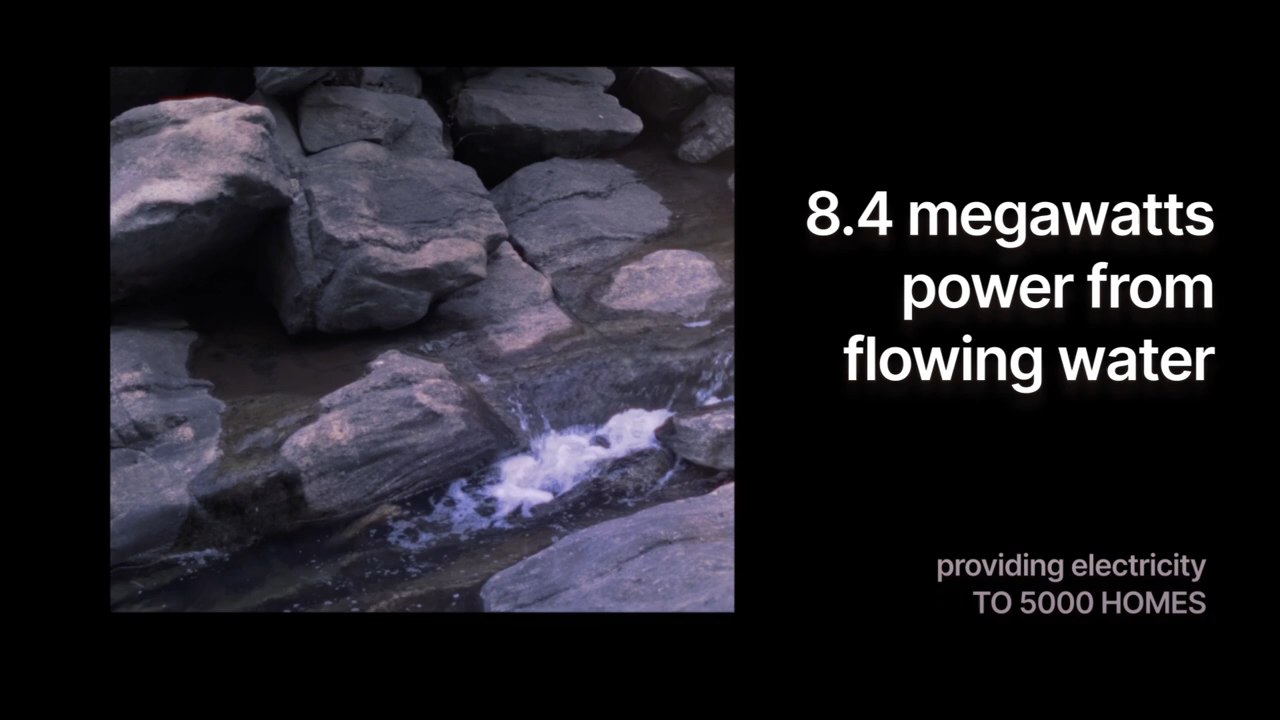 8.4 megawatts
power from
flowing water
providing electricity
TO 5000 HOMES